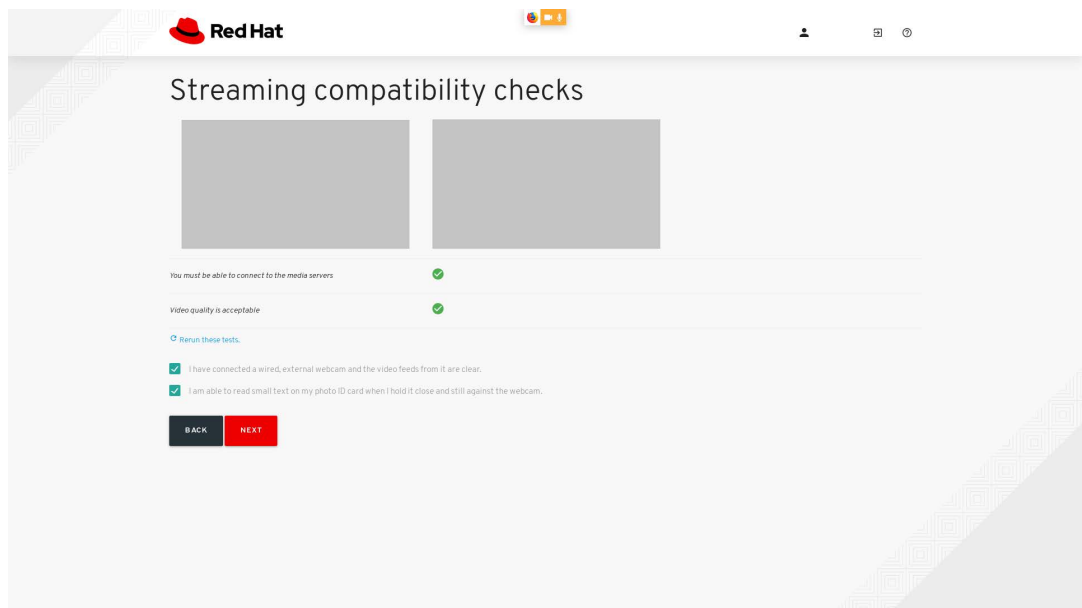 Red Hat
Streaming compatibility checks
You must be able to connect to the media servers
Video quality is acceptable
Rerun these tests.
I have connected a wired, external webcam and the video feeds from it are clear.
I am able to read small text on my photo ID card when I hold it close and still against the webcam.
BACK NEXT